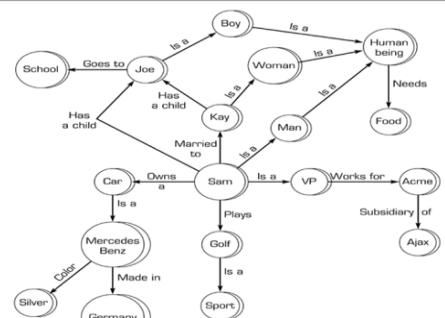 Boy
Is a
Is a
Human
being
School
Goes to
Joe
Woman
Is a
Has
a child
Has
a child
Is a
Is a
Needs
Kay
Man
Food
Married
to
Is a
Car
Owns
a
Sam
Is a
VP
Works for
Acme
Is a
Plays
Subsidiary of
Mercedes
Benz
Golf
Ajax
Color
Made in
Is a
Silver
Germany
Sport